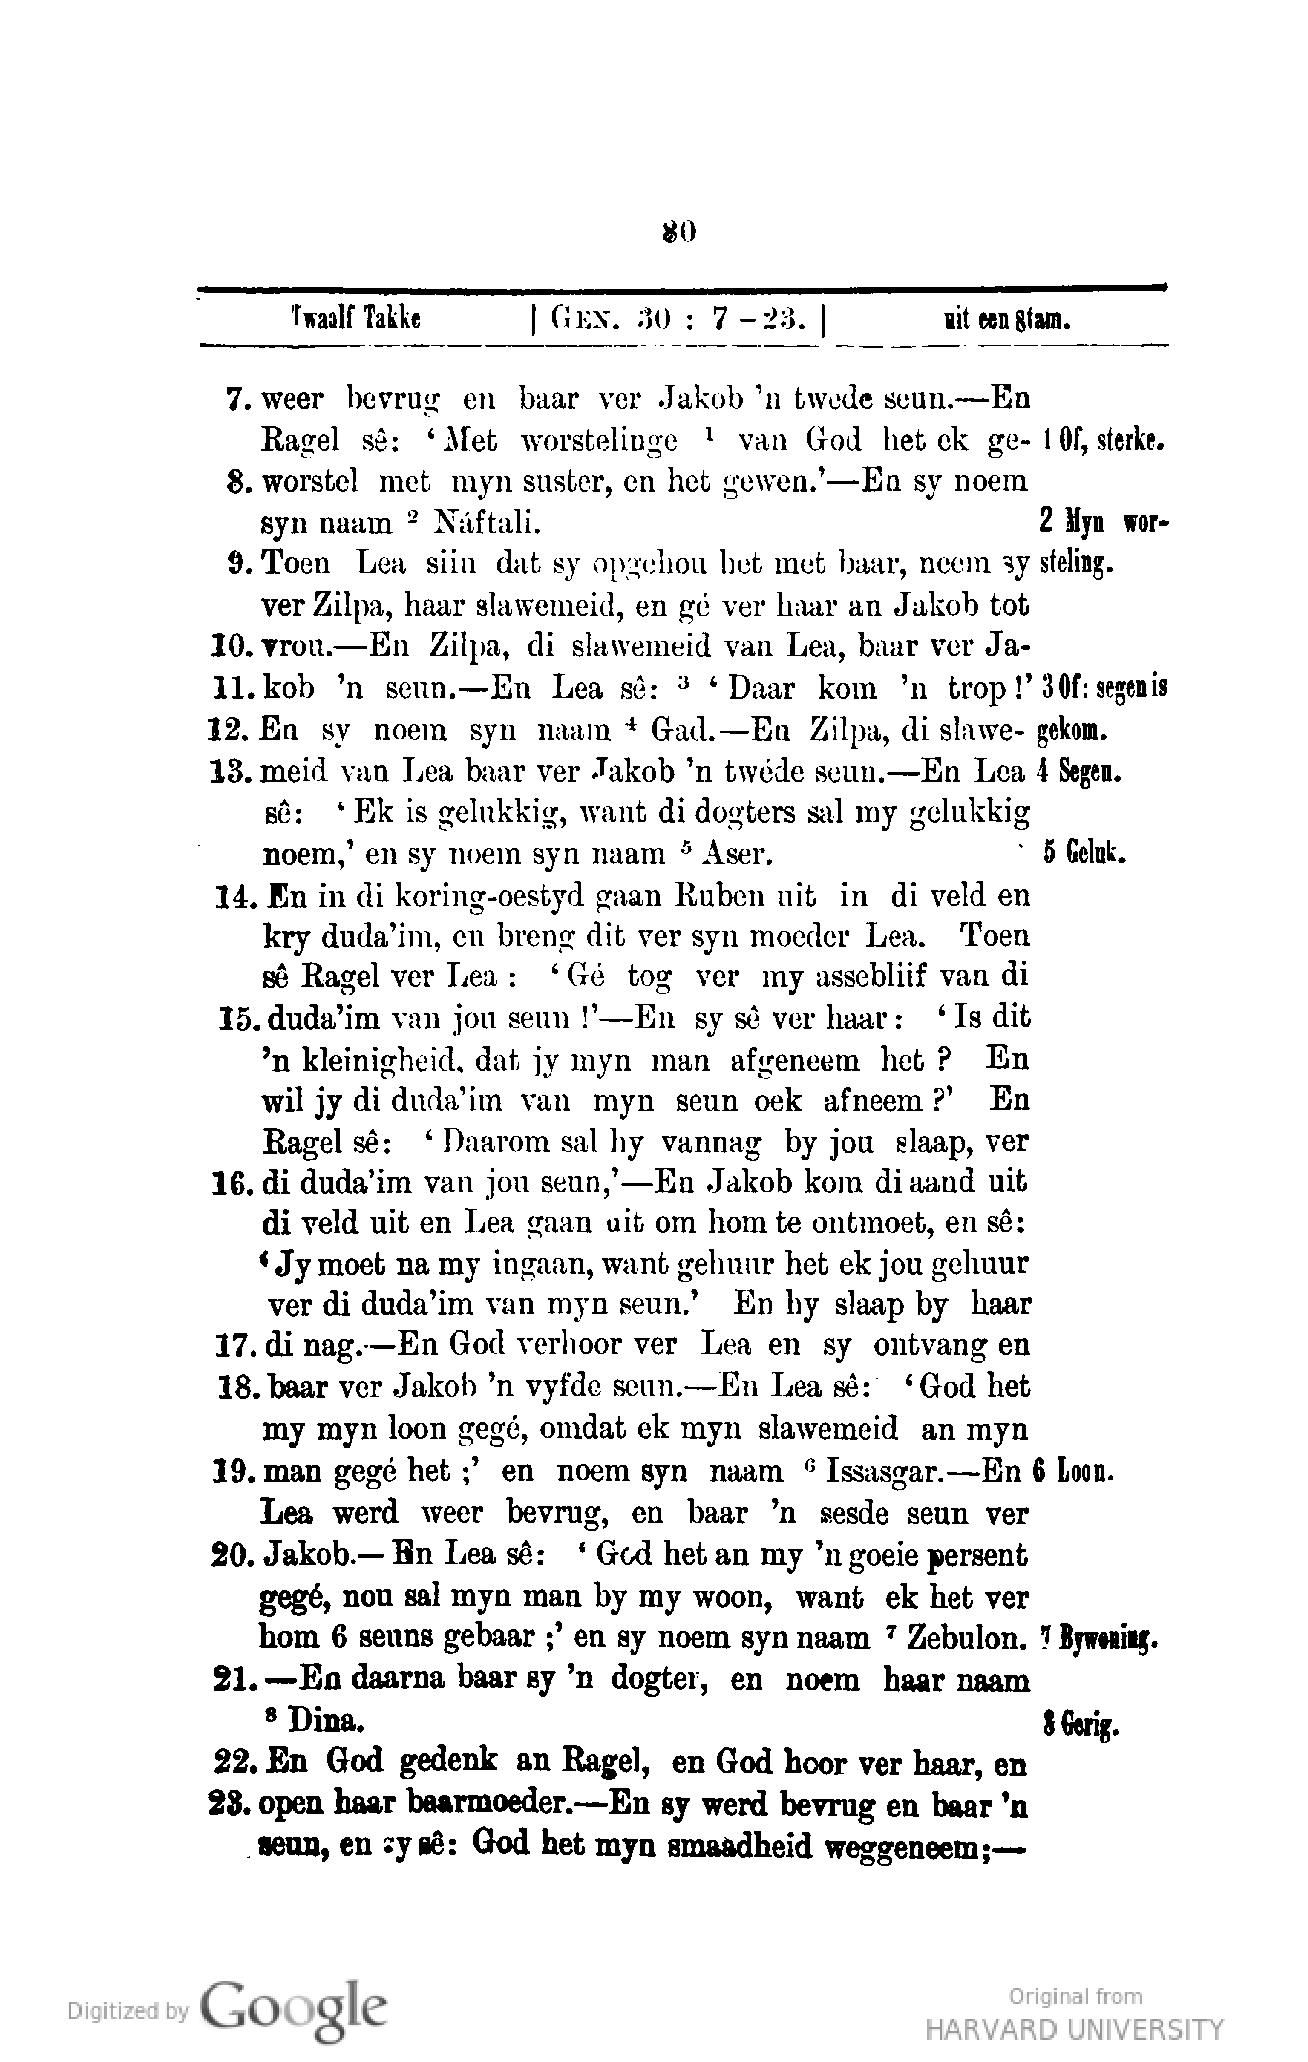 80
Twaalf Takke | GEN. 30 : 7-23. | uit een Stam.
7. weer bevrug en baar ver Jakob 'n twede seun.—En
Ragel sê: ‘Met worstelinge ¹ van God het ek ge- 1 Of, sterke.
8. worstel met myn suster, en het gewen.’—En sy noem
syn naam ² Náftali. 2 Myn wor-
9. Toen Lea siin dat sy opgehou het met baar, neem sy steling.
ver Zilpa, haar slawemeid, en gé ver haar an Jakob tot
10. vrou.—En Zilpa, di slawemeid van Lea, baar ver Ja-
11. kob 'n seun.—En Lea sê: ³ ‘Daar kom 'n trop!’ 3 Of: segen is
12. En sy noem syn naam ⁴ Gad.—En Zilpa, di slawe- gekom.
13. meid van Lea baar ver Jakob 'n twéde seun.—En Lea 4 Segen.
sê: ‘Ek is gelukkig, want di dogters sal my gelukkig
noem,’ en sy noem syn naam ⁵ Aser. 5 Geluk.
14. En in di koring-oestyd gaan Ruben uit in di veld en
kry duda'im, en breng dit ver syn moeder Lea. Toen
sê Ragel ver Lea : ‘Gé tog ver my assebliif van di
15. duda'im van jou seun !’—En sy sê ver haar : ‘Is dit
'n kleinigheid, dat jy myn man afgeneem het ? En
wil jy di duda'im van myn seun oek afneem ?’ En
Ragel sê: ‘Daarom sal hy vannag by jou slaap, ver
16. di duda'im van jou seun,’—En Jakob kom di aand uit
di veld uit en Lea gaan uit om hom te ontmoet, en sê:
‘Jy moet na my ingaan, want gehuur het ek jou gehuur
ver di duda'im van myn seun.’ En hy slaap by haar
17. di nag.—En God verhoor ver Lea en sy ontvang en
18. baar ver Jakob 'n vyfde seun.—En Lea sê: ‘God het
my myn loon gegé, omdat ek myn slawemeid an myn
19. man gegé het ;’ en noem syn naam ⁶ Issasgar.—En 6 Loon.
Lea werd weer bevrug, en baar 'n sesde seun ver
20. Jakob.— En Lea sê: ‘God het an my 'n goeie persent
gegé, nou sal myn man by my woon, want ek het ver
hom 6 seuns gebaar ;’ en sy noem syn naam ⁷ Zebulon. 7 Bywoning.
21. —En daarna baar sy 'n dogter, en noem haar naam
⁸ Dina. 8 Gerig.
22. En God gedenk an Ragel, en God hoor ver haar, en
23. open haar baarmoeder.—En sy werd bevrug en baar 'n
seun, en sy sê: God het myn smaadheid weggeneem;—
Digitized by Google
Original from
HARVARD UNIVERSITY